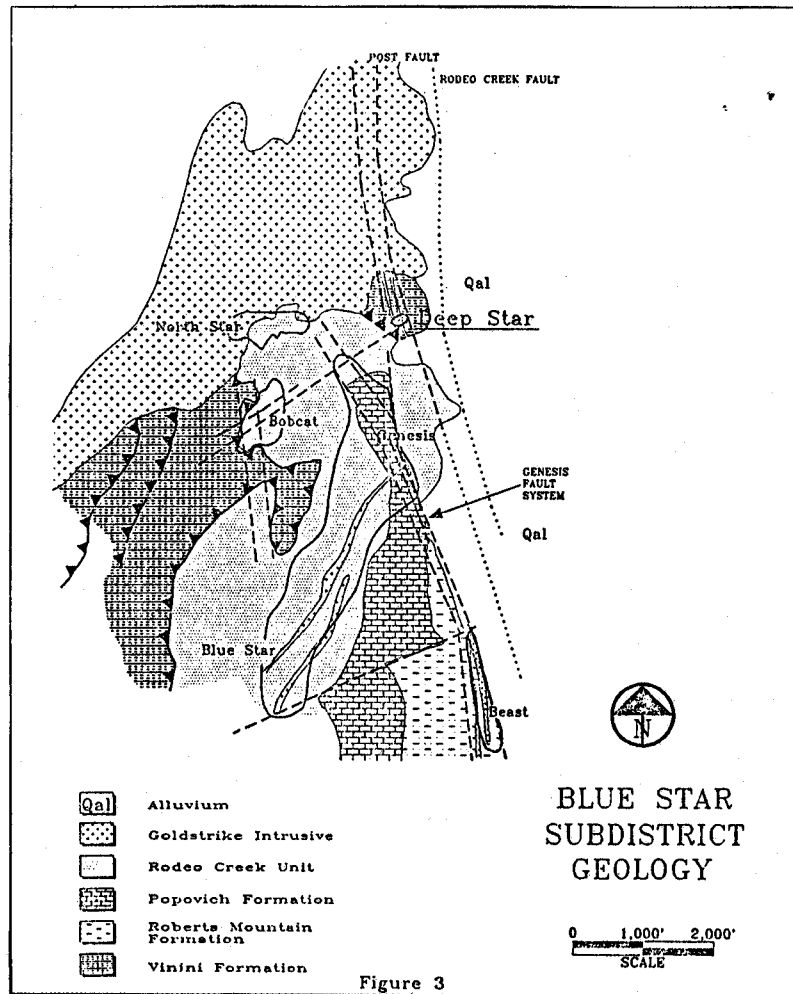 POST FAULT
RODEO CREEK FAULT
Qal
North Star
Deep Star
Bobcat
Genesis
GENESIS
FAULT
SYSTEM
Qal
Blue Star
Beast
N
Qal Alluvium
Goldstrike Intrusive
Rodeo Creek Unit
Popovich Formation
Roberts Mountain
Formation
Vinini Formation
BLUE STAR
SUBDISTRICT
GEOLOGY
0 1,000' 2,000'
SCALE
Figure 3